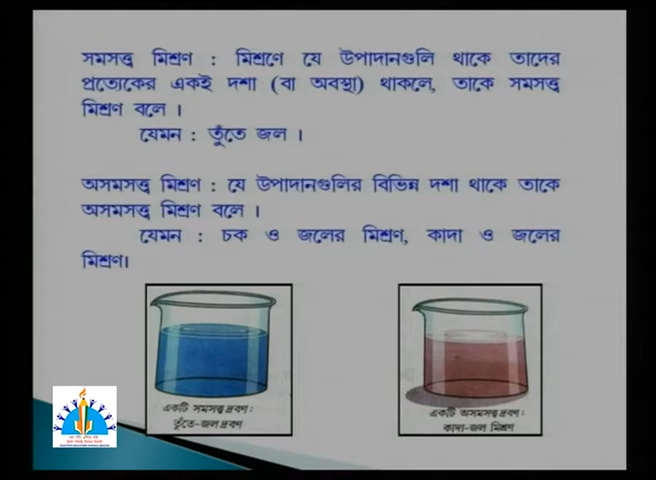 সমসত্ত্ব মিশ্রণ : মিশ্রণে যে উপাদানগুলি থাকে তাদের
প্রত্যেকের একই দশা (বা অবস্থা) থাকলে, তাকে সমসত্ত্ব
মিশ্রণ বলে ।
যেমন : তুঁতে জল ।
অসমসত্ত্ব মিশ্রণ : যে উপাদানগুলির বিভিন্ন দশা থাকে তাকে
অসমসত্ত্ব মিশ্রণ বলে ।
যেমন : চক ও জলের মিশ্রণ, কাদা ও জলের
মিশ্রণ।
একটি সমসত্ত্ব দ্রবণ :
তুঁতে-জল দ্রবণ
একটি অসমসত্ত্ব দ্রবণ :
কাদা-জল মিশ্রণ